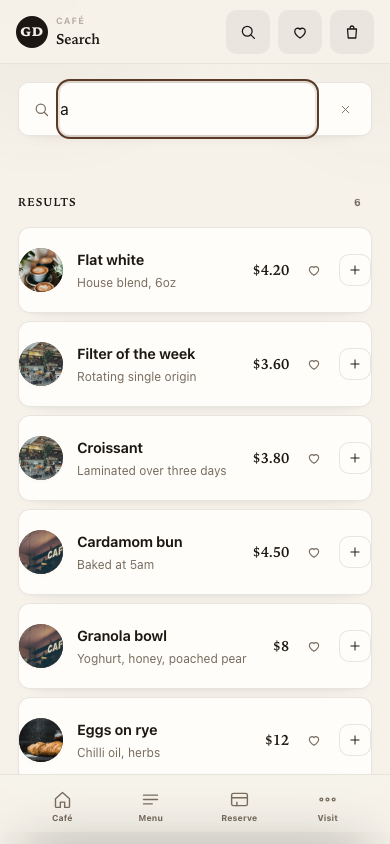 GD
CAFÉ
Search
a
RESULTS
6
Flat white
$4.20
House blend, 6oz
Filter of the week
$3.60
Rotating single origin
Croissant
$3.80
Laminated over three days
Cardamom bun
$4.50
Baked at 5am
Granola bowl
$8
Yoghurt, honey, poached pear
Eggs on rye
$12
Chilli oil, herbs
Café
Menu
Reserve
Visit